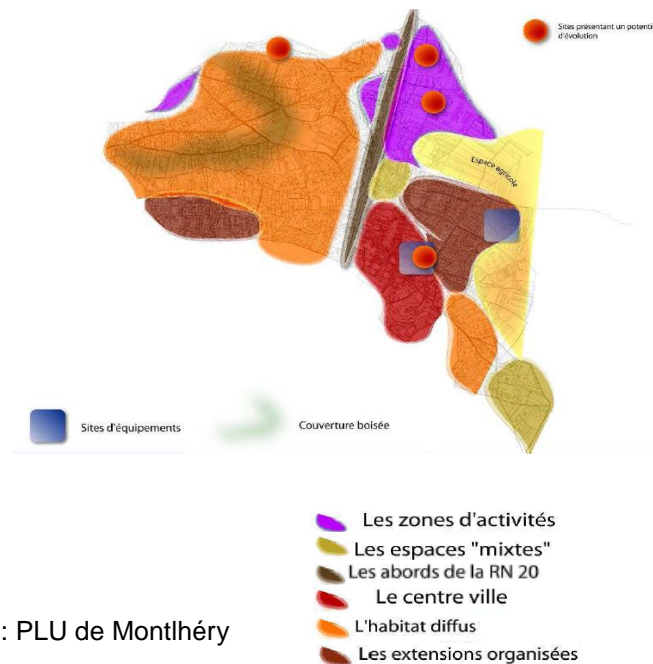 Sites présentant un potentie
d'évolution
Espace agricole
Sites d'équipements
Couverture boisée
Les zones d'activités
Les espaces "mixtes"
Les abords de la RN 20
Le centre ville
: PLU de Montlhéry
L'habitat diffus
Les extensions organisées